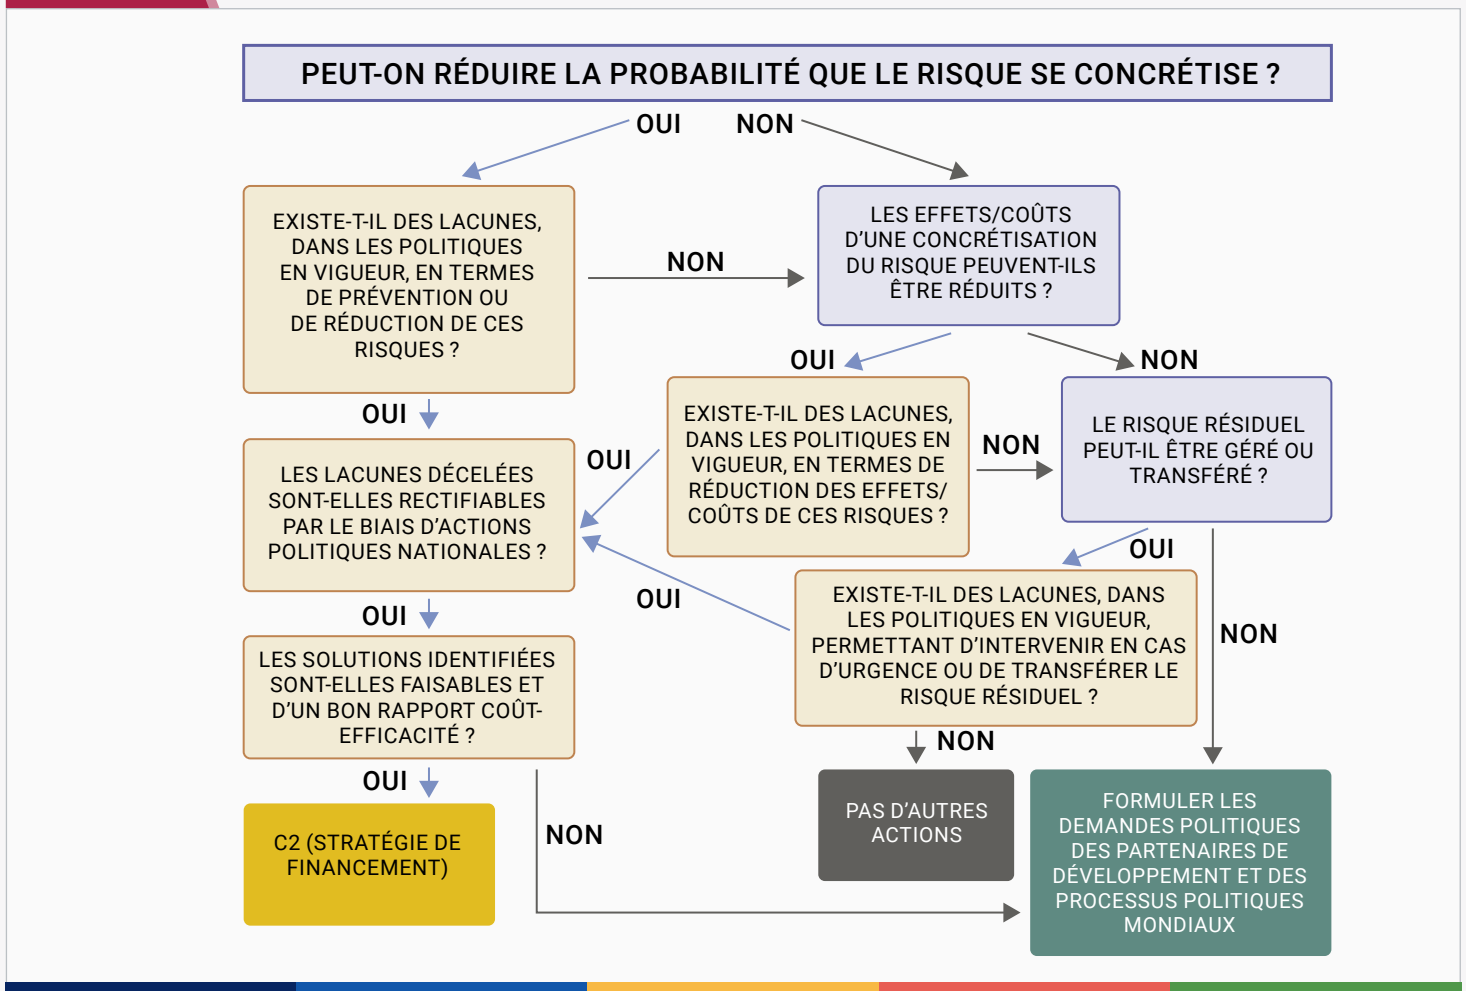 PEUT-ON RÉDUIRE LA PROBABILITÉ QUE LE RISQUE SE CONCRÉTISE ?
OUI
NON
EXISTE-T-IL DES LACUNES,
DANS LES POLITIQUES
EN VIGUEUR, EN TERMES
DE PRÉVENTION OU
DE RÉDUCTION DE CES
RISQUES ?
NON
LES EFFETS/COÛTS
D’UNE CONCRÉTISATION
DU RISQUE PEUVENT-ILS
ÊTRE RÉDUITS ?
OUI
NON
OUI
LES LACUNES DÉCELÉES
SONT-ELLES RECTIFIABLES
PAR LE BIAIS D’ACTIONS
POLITIQUES NATIONALES ?
OUI
EXISTE-T-IL DES LACUNES,
DANS LES POLITIQUES EN
VIGUEUR, EN TERMES DE
RÉDUCTION DES EFFETS/
COÛTS DE CES RISQUES ?
NON
LE RISQUE RÉSIDUEL
PEUT-IL ÊTRE GÉRÉ OU
TRANSFÉRÉ ?
OUI
NON
OUI
EXISTE-T-IL DES LACUNES, DANS
LES POLITIQUES EN VIGUEUR,
PERMETTANT D’INTERVENIR EN CAS
D’URGENCE OU DE TRANSFÉRER LE
RISQUE RÉSIDUEL ?
OUI
LES SOLUTIONS IDENTIFIÉES
SONT-ELLES FAISABLES ET
D’UN BON RAPPORT COÛT-
EFFICACITÉ ?
NON
OUI
C2 (STRATÉGIE DE
FINANCEMENT)
NON
PAS D’AUTRES
ACTIONS
FORMULER LES
DEMANDES POLITIQUES
DES PARTENAIRES DE
DÉVELOPPEMENT ET DES
PROCESSUS POLITIQUES
MONDIAUX